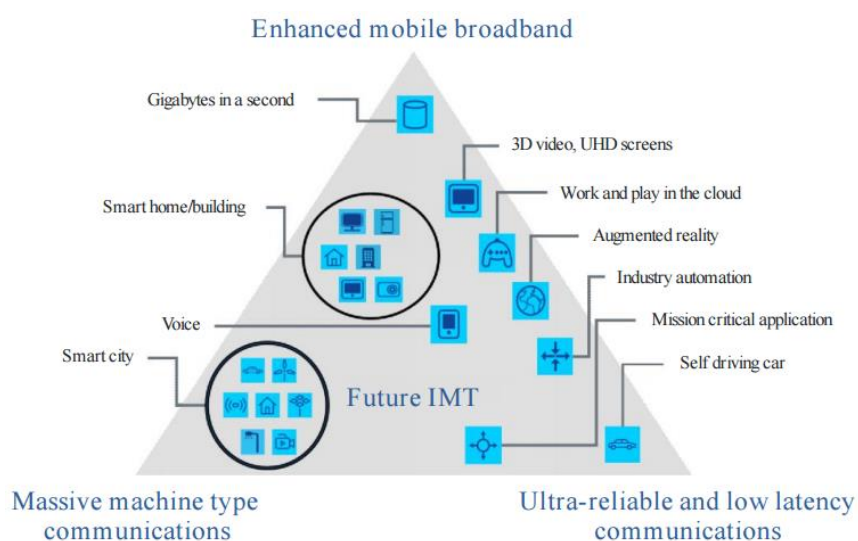 Enhanced mobile broadband
Gigabytes in a second
3D video, UHD screens
Work and play in the cloud
Smart home/building
Augmented reality
Industry automation
Mission critical application
Voice
Smart city
Self driving car
Future IMT
Massive machine type
communications
Ultra-reliable and low latency
communications